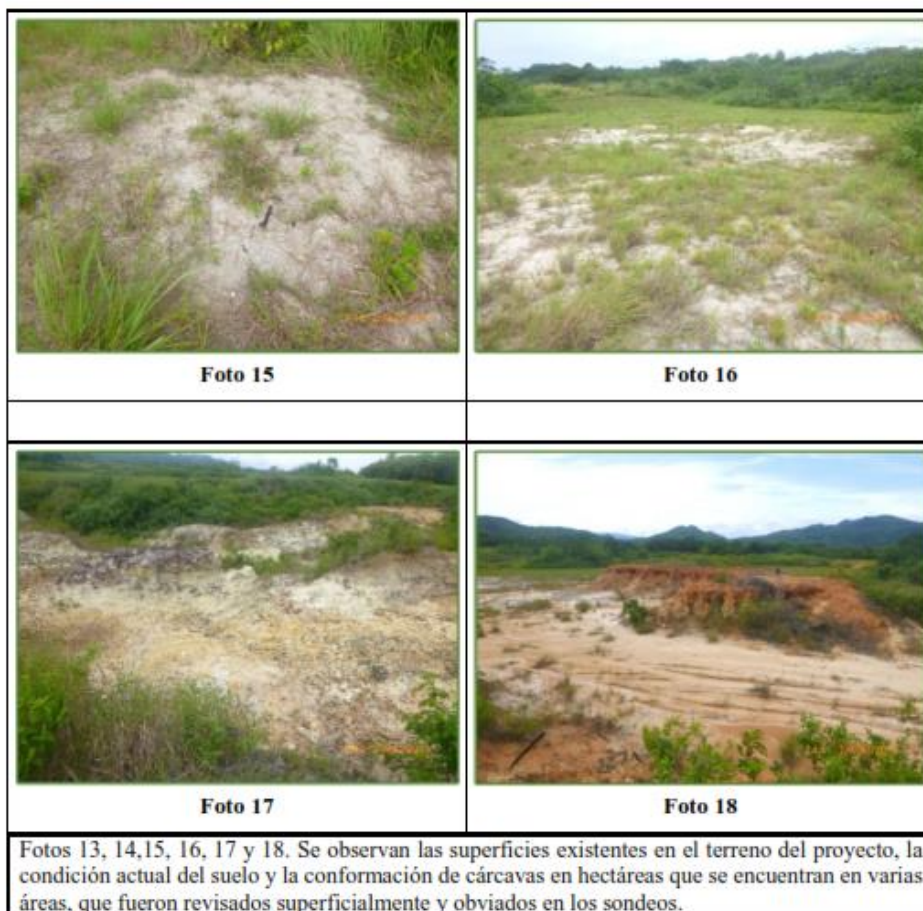 Foto 15
Foto 16
Foto 17
Foto 18
Fotos 13, 14,15, 16, 17 y 18. Se observan las superficies existentes en el terreno del proyecto, la
condición actual del suelo y la conformación de cárcavas en hectáreas que se encuentran en varias
áreas, que fueron revisados superficialmente y obviados en los sondeos.